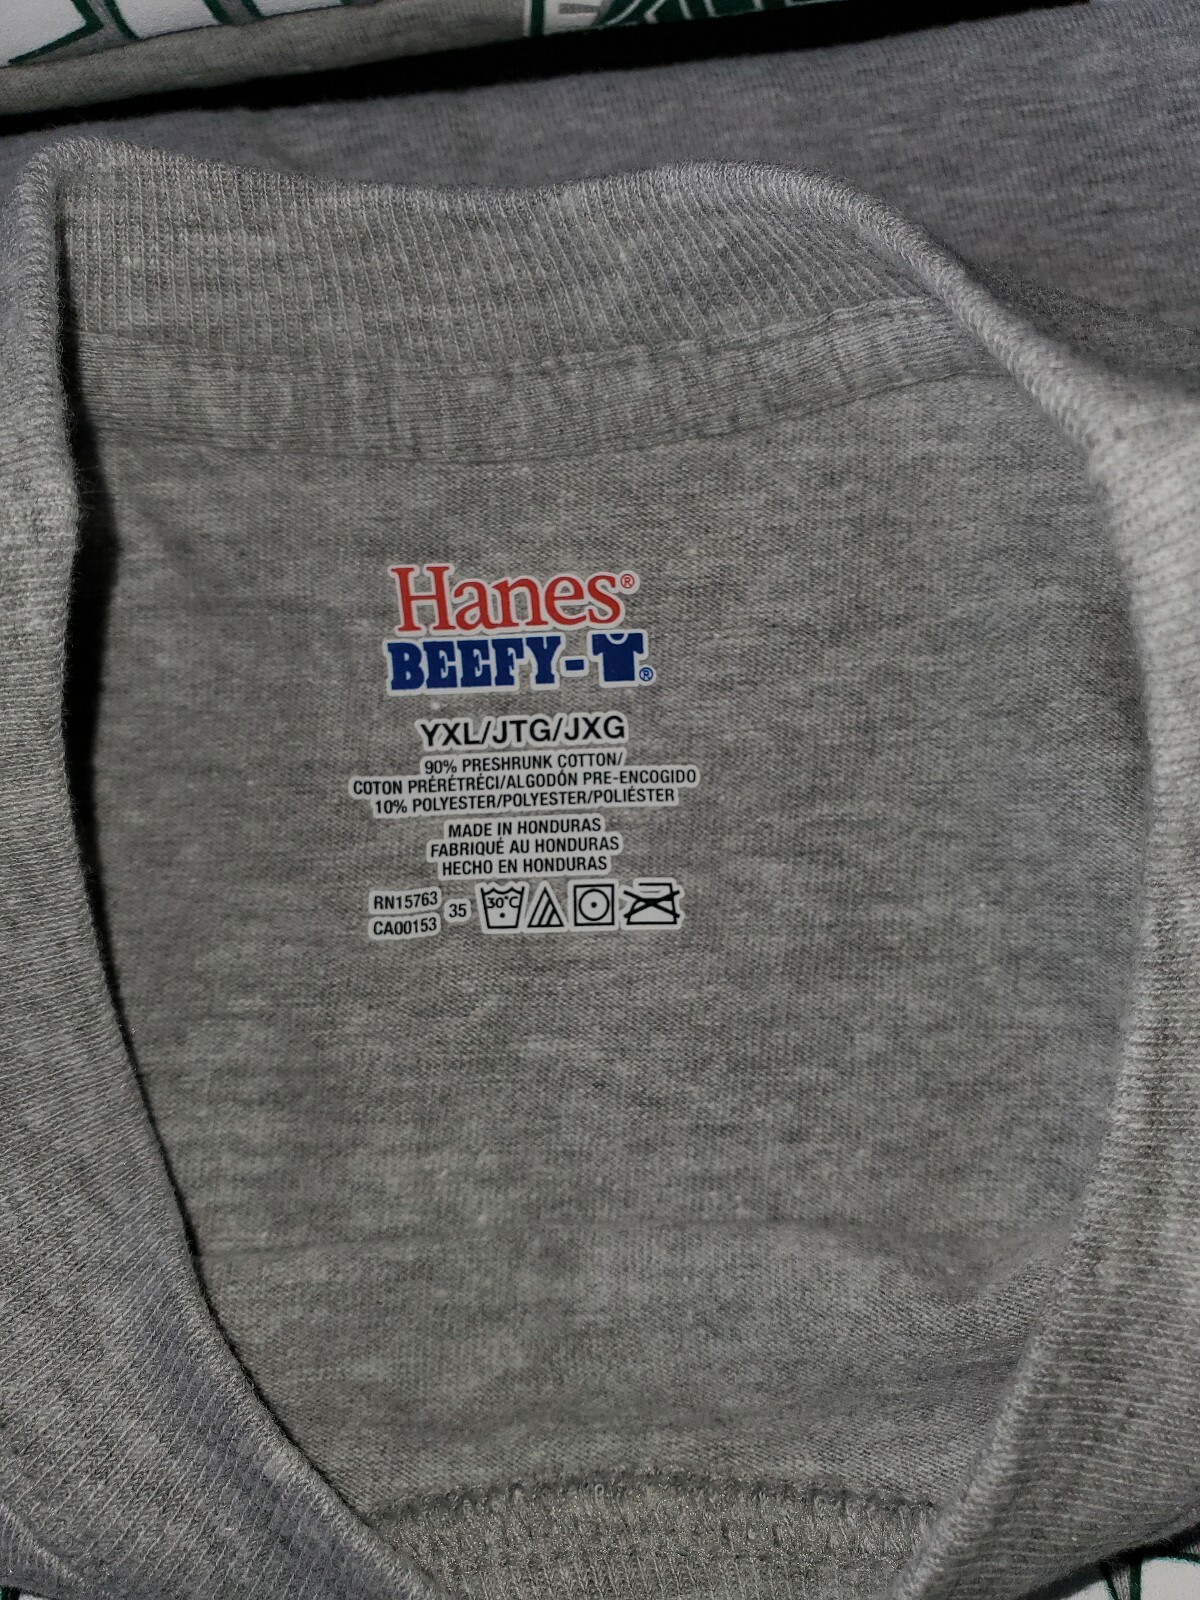 Hanes®
BEEFY-T®
YXL/JTG/JXG
90% PRESHRUNK COTTON/
COTON PRÉRÉTRÉCI/ALGODÓN PRE-ENCOGIDO
10% POLYESTER/POLYESTER/POLIÉSTER
MADE IN HONDURAS
FABRIQUÉ AU HONDURAS
HECHO EN HONDURAS
RN15763
CA00153
35
30°C